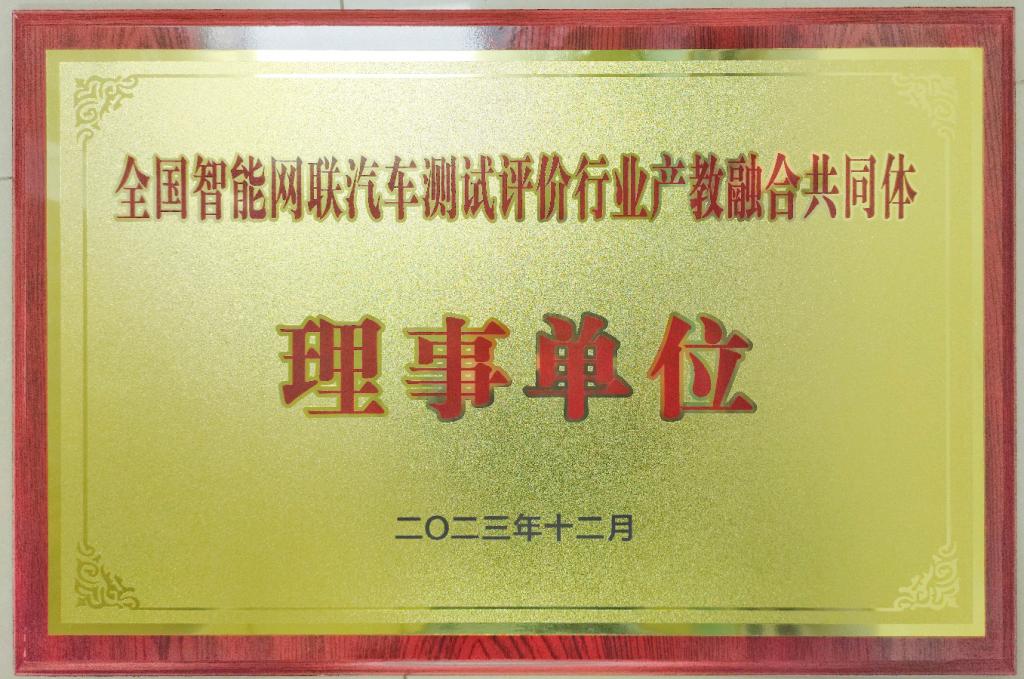 全国智能网联汽车测试评价行业产教融合共同体
理事单位
二〇二三年十二月